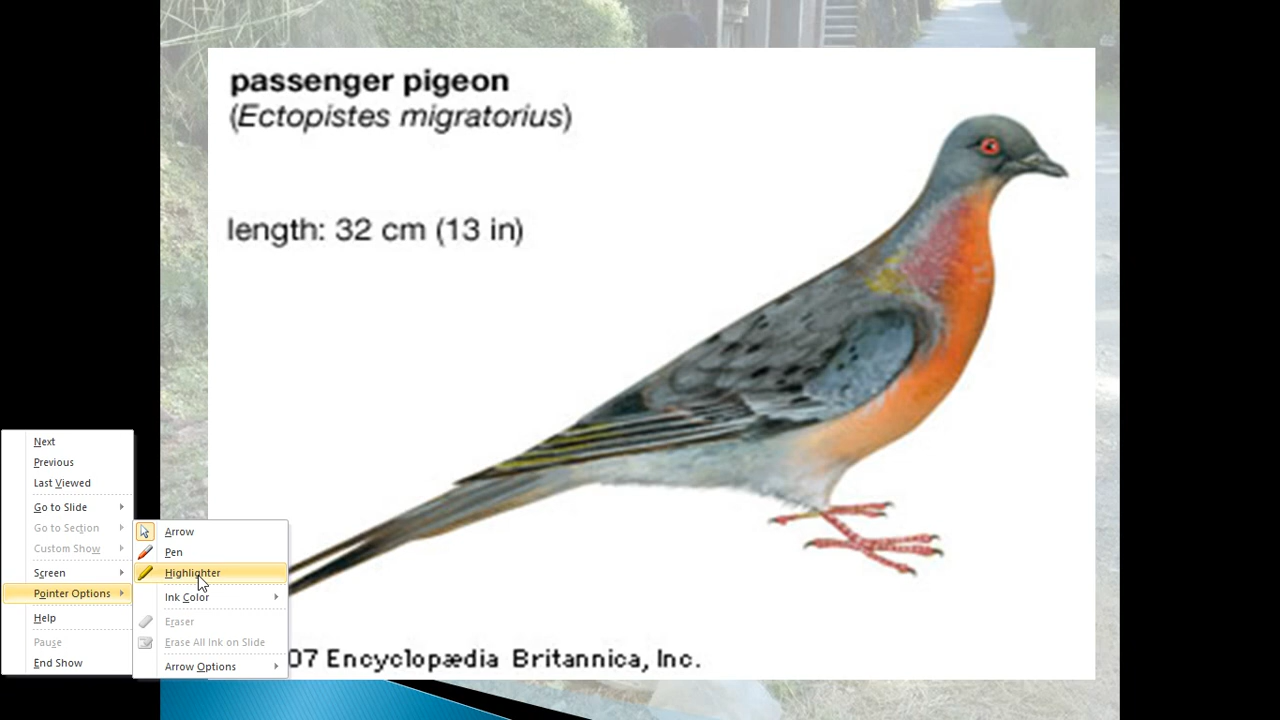 passenger pigeon
(Ectopistes migratorius)
length: 32 cm (13 in)
Next
Previous
Last Viewed
Go to Slide
Go to Section
Custom Show
Screen
Pointer Options
Help
Pause
End Show
Arrow
Pen
Highlighter
Ink Color
Eraser
Erase All Ink on Slide
Arrow Options
07 Encyclopædia Britannica, Inc.